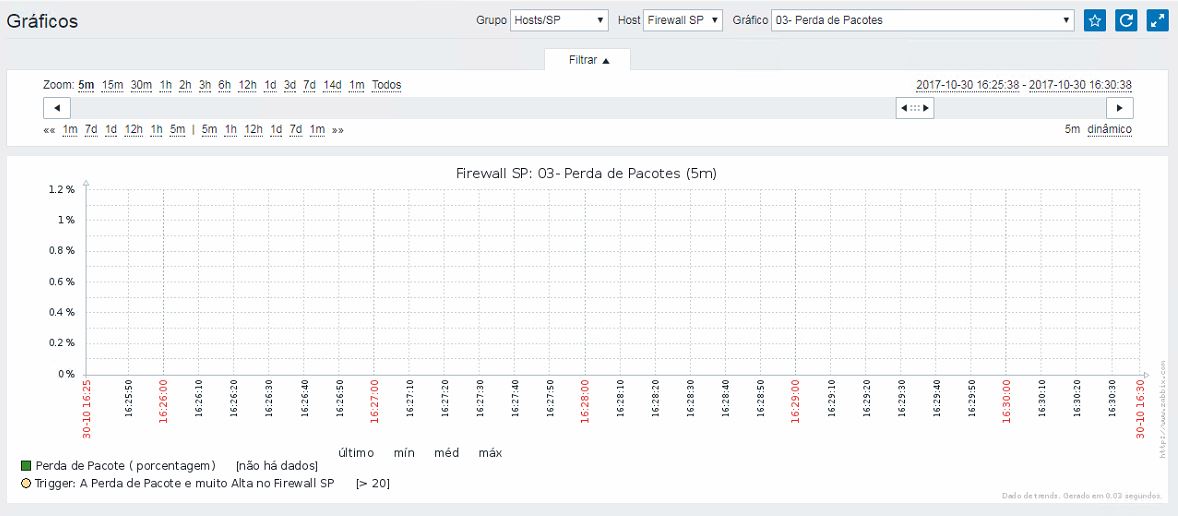 Gráficos Grupo Hosts/SP Host Firewall SP Gráfico 03- Perda de Pacotes
Filtrar
Zoom: 5m 15m 30m 1h 2h 3h 6h 12h 1d 3d 7d 14d 1m Todos 2017-10-30 16:25:38 - 2017-10-30 16:30:38
«« 1m 7d 1d 12h 1h 5m | 5m 1h 12h 1d 7d 1m »» 5m dinâmico
Firewall SP: 03- Perda de Pacotes (5m)
1.2 %
1 %
0.8 %
0.6 %
0.4 %
0.2 %
0 %
30-10 16:25 16:25:50 16:26:00 16:26:10 16:26:20 16:26:30 16:26:40 16:26:50 16:27:00 16:27:10 16:27:20 16:27:30 16:27:40 16:27:50 16:28:00 16:28:10 16:28:20 16:28:30 16:28:40 16:28:50 16:29:00 16:29:10 16:29:20 16:29:30 16:29:40 16:29:50 16:30:00 16:30:10 16:30:20 16:30:30 30-10 16:30
http://www.zabbix.com
último mín méd máx
Perda de Pacote ( porcentagem) [não há dados]
Trigger: A Perda de Pacote e muito Alta no Firewall SP [> 20]
Dado de trends. Gerado em 0.03 segundos.